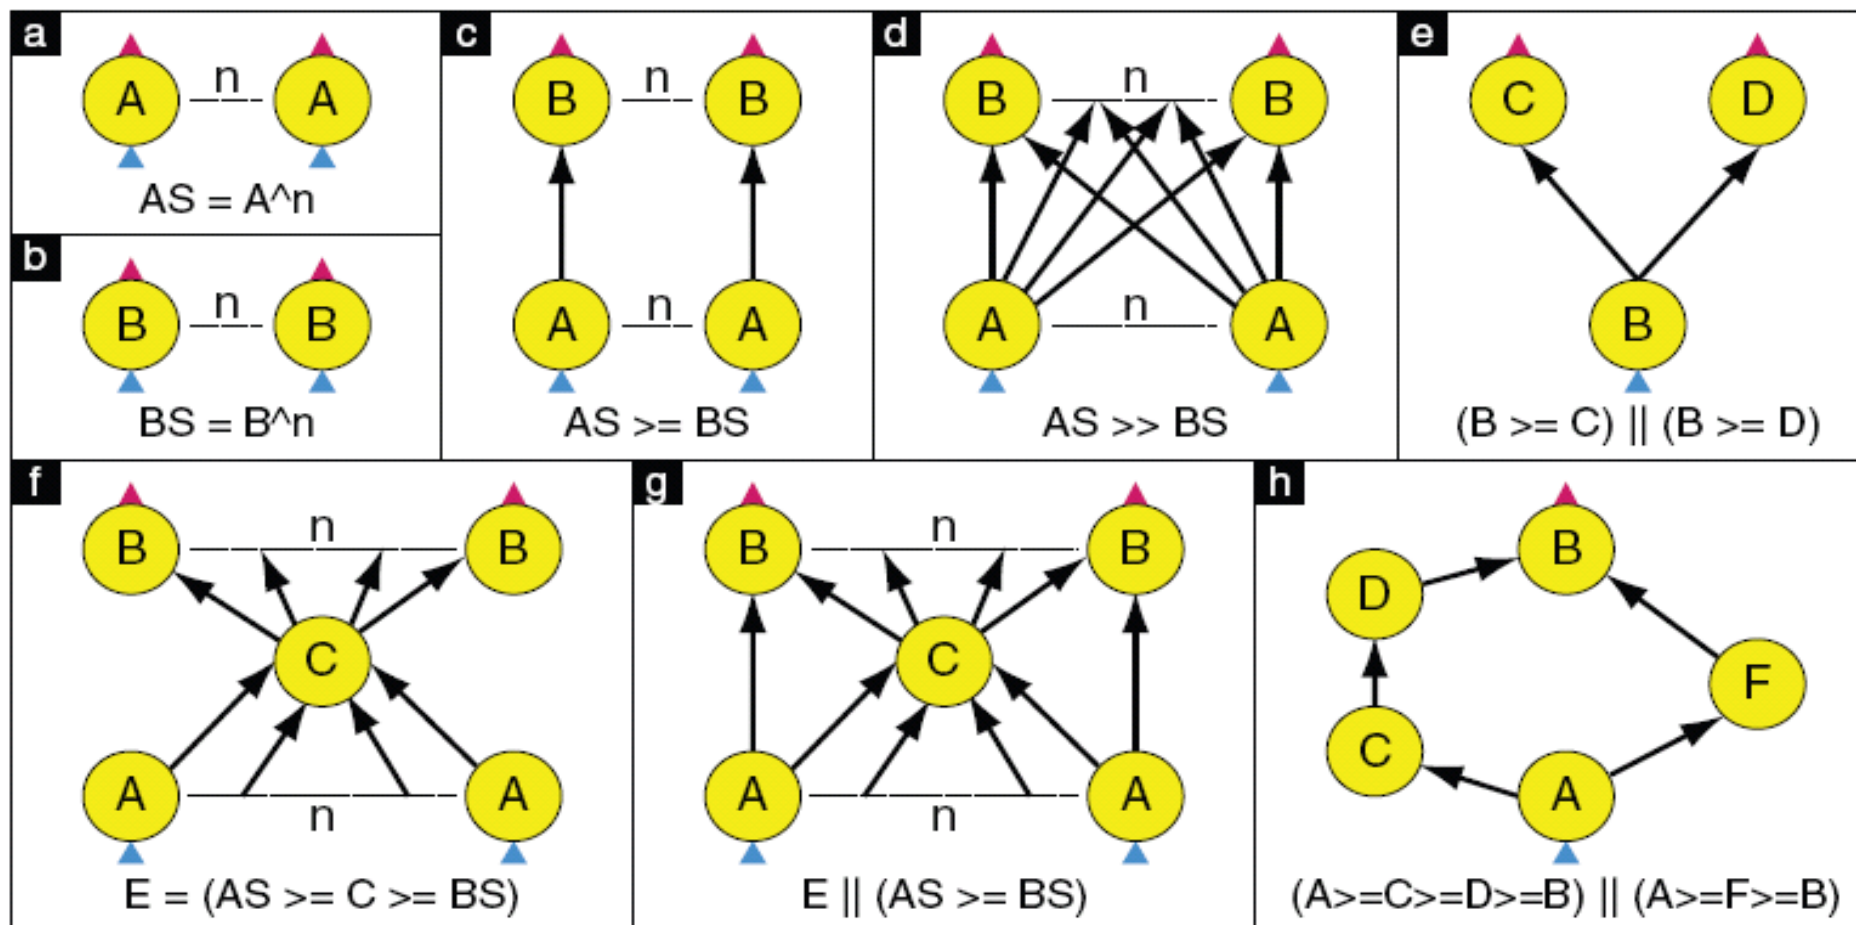 a
A n A
AS = A^n
b
B n B
BS = B^n
c
B n B
A n A
AS >= BS
d
B n B
A n A
AS >> BS
e
C D
B
(B >= C) || (B >= D)
f
B n B
C
A n A
E = (AS >= C >= BS)
g
B n B
C
A n A
E || (AS >= BS)
h
B
D
F
C
A
(A>=C>=D>=B) || (A>=F>=B)